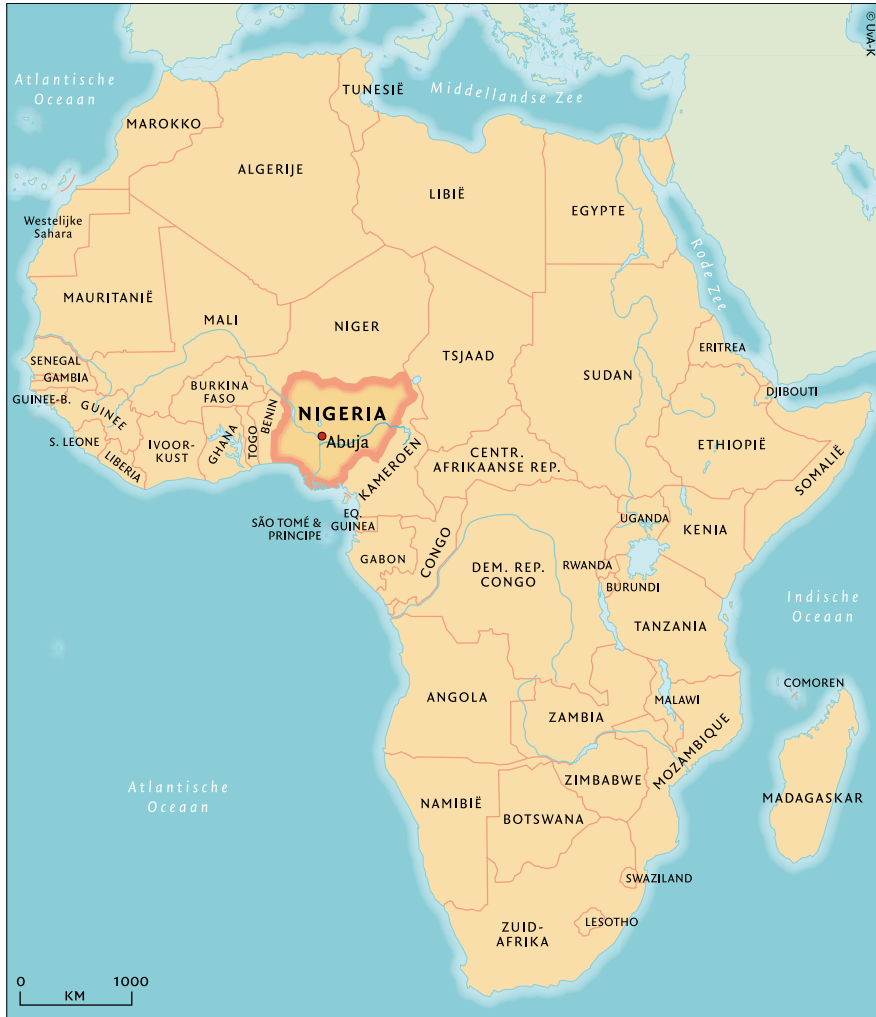 © UvA-K
Atlantische
Oceaan
TUNESIË
Middellandse Zee
MAROKKO
ALGERIJE
LIBIË
EGYPTE
Westelijke
Sahara
Rode Zee
MAURITANIË
MALI
NIGER
TSJAAD
SUDAN
ERITREA
SENEGAL
GAMBIA
GUINEE-B.
GUINEE
BURKINA
FASO
BENIN
NIGERIA
Abuja
DJIBOUTI
S. LEONE
LIBERIA
IVOOR-
KUST
GHANA
TOGO
KAMEROEN
CENTR.
AFRIKAANSE REP.
ETHIOPIË
SOMALIË
SÃO TOMÉ &
PRINCIPE
EQ.
GUINEA
GABON
CONGO
DEM. REP.
CONGO
UGANDA
KENIA
RWANDA
BURUNDI
TANZANIA
Indische
Oceaan
ANGOLA
ZAMBIA
MALAWI
COMOREN
MOZAMBIQUE
Atlantische
Oceaan
NAMIBIË
ZIMBABWE
BOTSWANA
MADAGASKAR
SWAZILAND
LESOTHO
ZUID-
AFRIKA
0 1000
KM